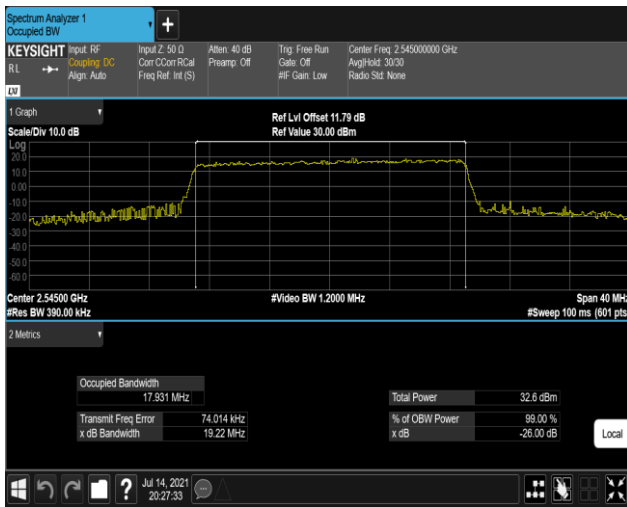 Spectrum Analyzer 1
Occupied BW
KEYSIGHT
RL
LXI
Input: RF
Coupling: DC
Align: Auto
Input Z: 50 Ω
Corr CCorr RCal
Freq Ref: Int (S)
Atten: 40 dB
Preamp: Off
Trig: Free Run
Gate: Off
#IF Gain: Low
Center Freq: 2.545000000 GHz
Avg|Hold: 30/30
Radio Std: None
1 Graph
Scale/Div 10.0 dB
Ref Lvl Offset 11.79 dB
Ref Value 30.00 dBm
Log
20.0
10.0
0.00
-10.0
-20.0
-30.0
-40.0
-50.0
-60.0
Center 2.54500 GHz
#Res BW 390.00 kHz
#Video BW 1.2000 MHz
Span 40 MHz
#Sweep 100 ms (601 pts
2 Metrics
Occupied Bandwidth
17.931 MHz
Transmit Freq Error 74.014 kHz
x dB Bandwidth 19.22 MHz
Total Power 32.6 dBm
% of OBW Power 99.00 %
x dB -26.00 dB
Local
?
Jul 14, 2021
20:27:33